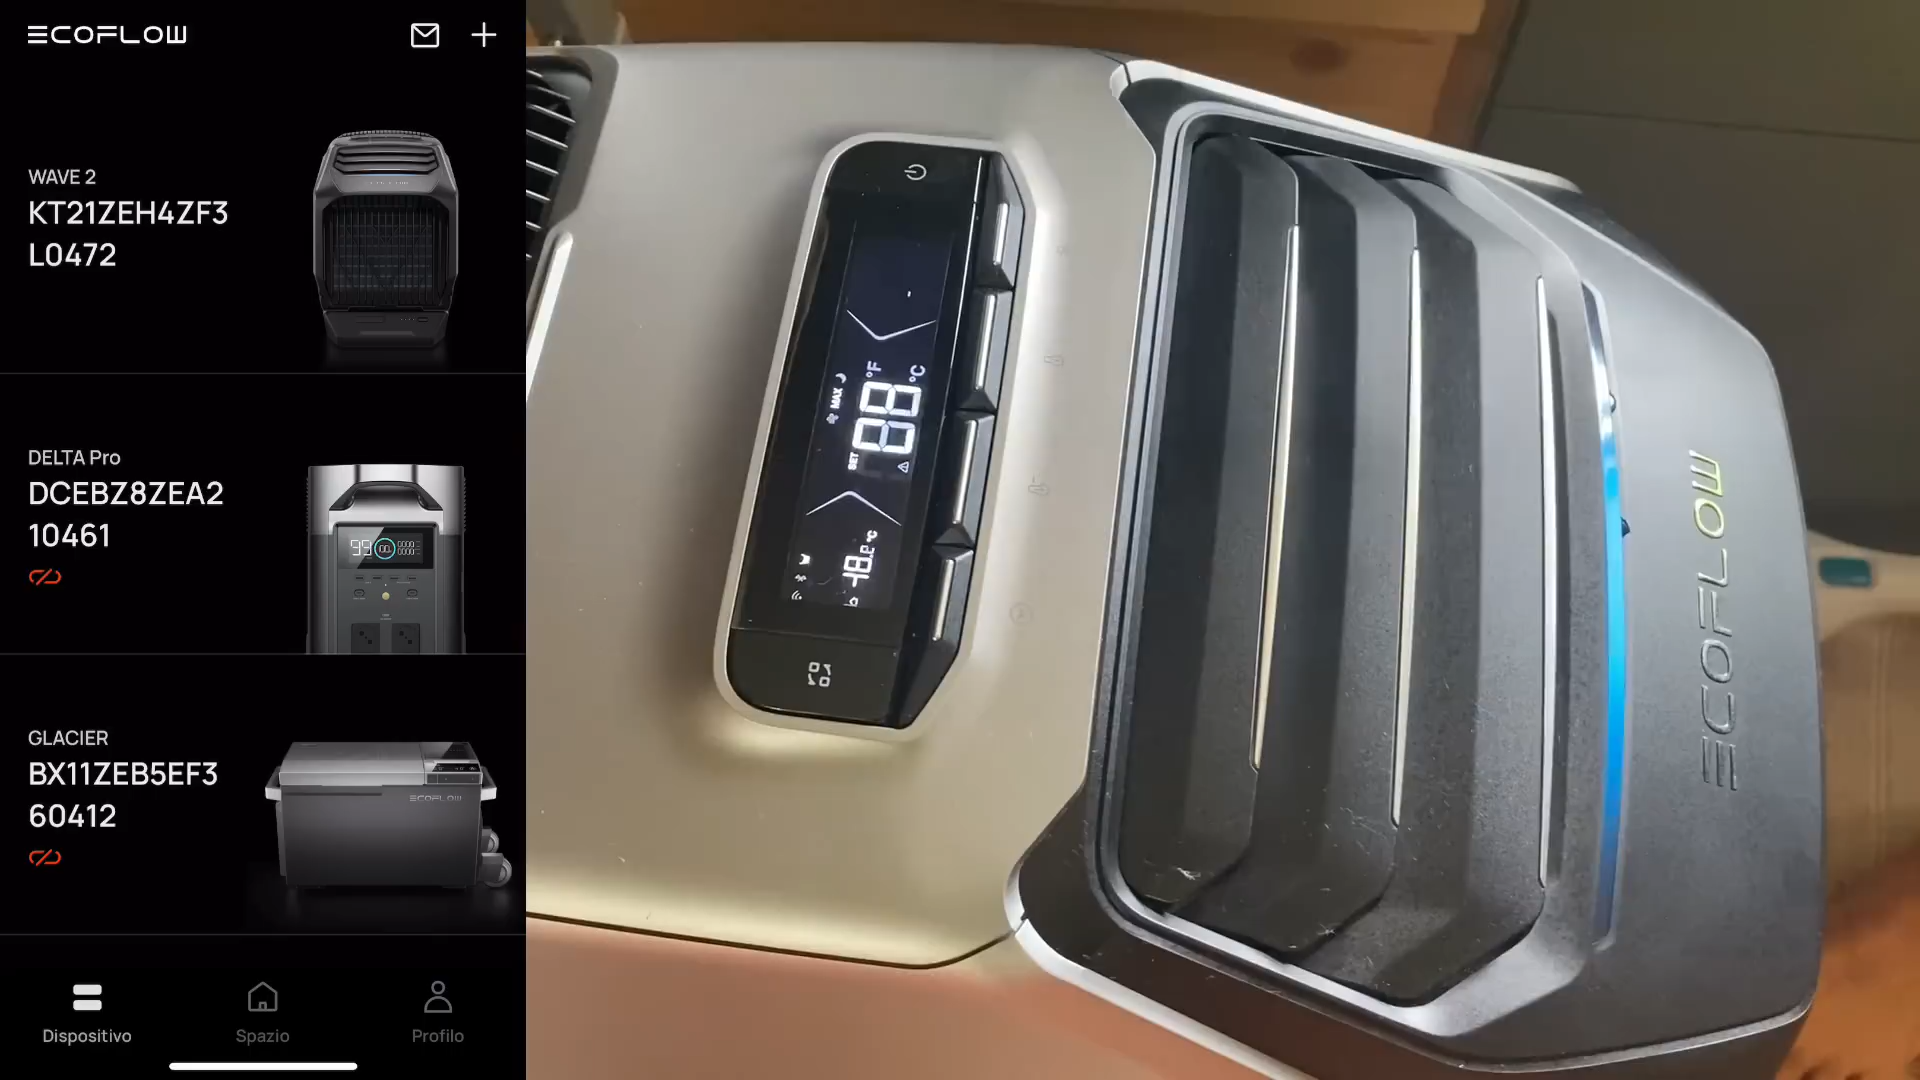 ECOFLOW
WAVE 2
KT21ZEH4ZF3
L0472
DELTA Pro
DCEBZ8ZEA2
10461
GLACIER
BX11ZEB5EF3
60412
Dispositivo
Spazio
Profilo
MAX
SET
88
°F
°C
ECOFLOW